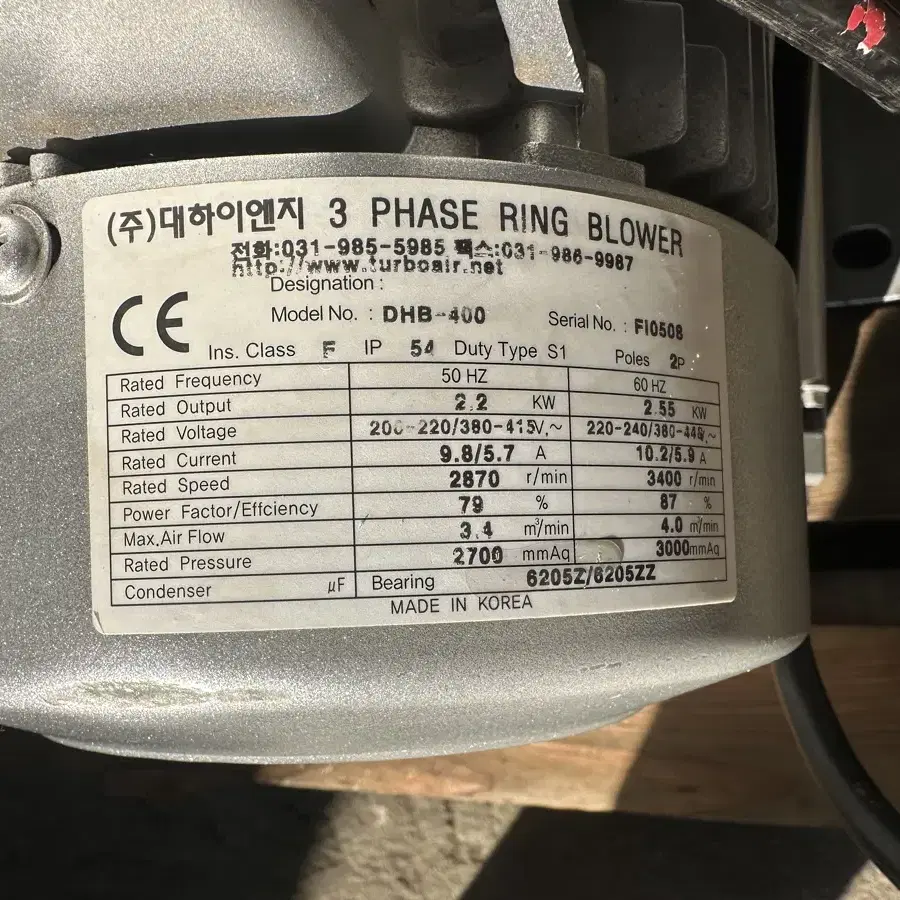 (주)대하이엔지 3 PHASE RING BLOWER
전화:031-985-5985 팩스:031-986-9987
http://www.turboair.net
Designation :
CE
Model No. : DHB-400 Serial No. : FI0508
Ins. Class F IP 54 Duty Type S1 Poles 2P
Rated Frequency 50 HZ 60 HZ
Rated Output 2.2 KW 2.55 KW
Rated Voltage 200-220/380-415V,~ 220-240/380-440V,~
Rated Current 9.8/5.7 A 10.2/5.9 A
Rated Speed 2870 r/min 3400 r/min
Power Factor/Effciency 79 % 87 %
Max,Air Flow 3.4 m³/min 4.0 m³/min
Rated Pressure 2700 mmAq 3000mmAq
Condenser µF Bearing 6205Z/6205ZZ
MADE IN KOREA